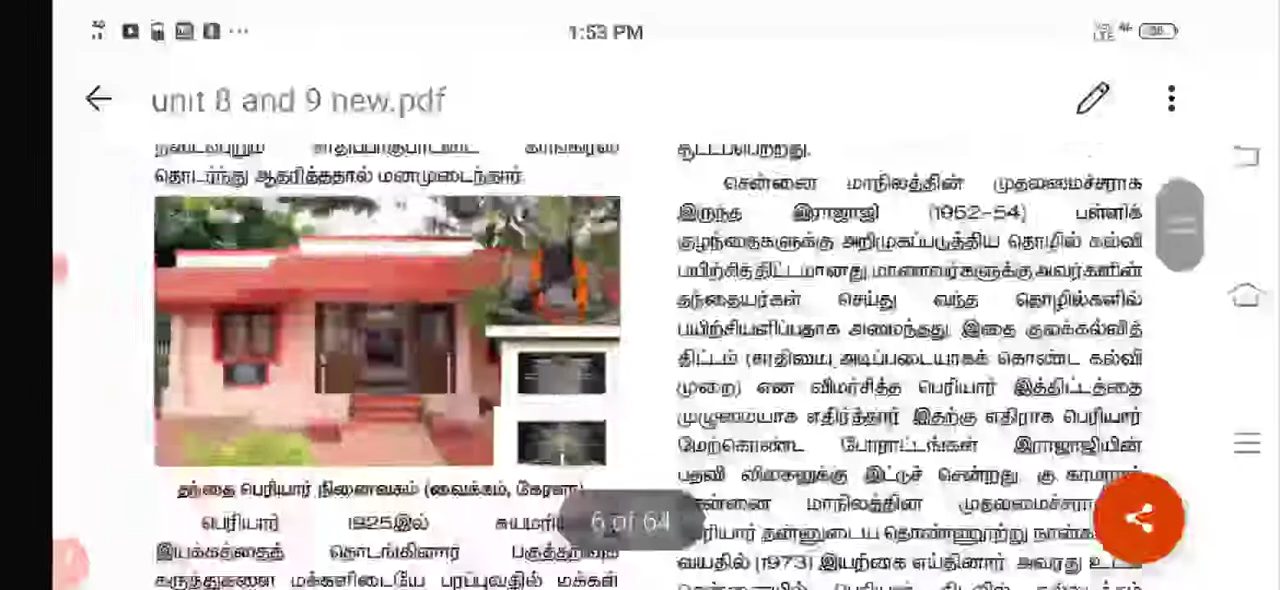 1:53 PM
unit 8 and 9 new.pdf
தொடர்ந்து ஆதரித்ததால் மனமுடைந்தார்.
தந்தை பெரியார் நினைவகம் (வைக்கம், கேரளா)
பெரியார் 1925இல்
இயக்கத்தைத் தொடங்கினார்
கருத்துகளை மக்களிடையே பரப்புவதில் மக்கள்
சூட்டப்பெற்றது.
சென்னை மாநிலத்தின் முதலமைச்சராக
இருந்த இராஜாஜி (1952–54) பள்ளிக்
குழந்தைகளுக்கு அறிமுகப்படுத்திய தொழில் கல்வி
பயிற்சித்திட்டமானது மாணவர்களுக்கு அவர்களின்
தந்தையர்கள் செய்து வந்த தொழில்களில்
பயிற்சியளிப்பதாக அமைந்தது. இதை குலக்கல்வித்
திட்டம் (சாதியை அடிப்படையாகக் கொண்ட கல்வி
முறை) என விமர்சித்த பெரியார் இத்திட்டத்தை
முழுமையாக எதிர்த்தார். இதற்கு எதிராக பெரியார்
மேற்கொண்ட போராட்டங்கள் இராஜாஜியின்
பதவி விலகலுக்கு இட்டுச் சென்றது. கு. காமராஜர்
மாநிலத்தின்
தன்னுடைய தொண்ணூற்று
வயதில் (1973) இயற்கை எய்தினார். அவரது
6 of 64